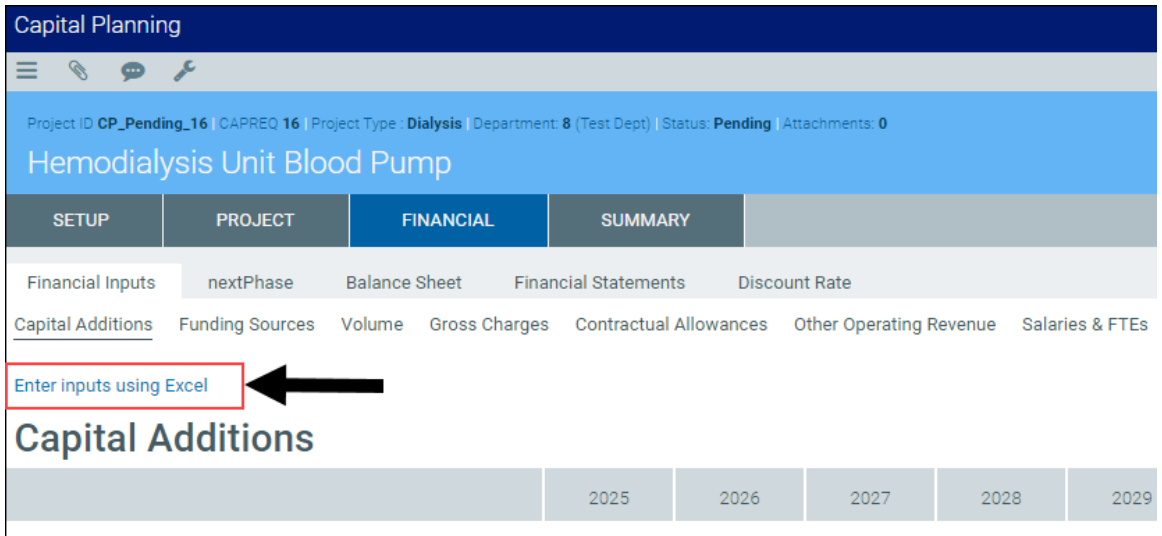 Capital Planning
Project ID CP_Pending_16 | CAPREQ 16 | Project Type : Dialysis | Department: 8 (Test Dept) | Status: Pending | Attachments: 0
Hemodialysis Unit Blood Pump
SETUP PROJECT FINANCIAL SUMMARY
Financial Inputs nextPhase Balance Sheet Financial Statements Discount Rate
Capital Additions Funding Sources Volume Gross Charges Contractual Allowances Other Operating Revenue Salaries & FTEs
Enter inputs using Excel
Capital Additions
2025 2026 2027 2028 2029